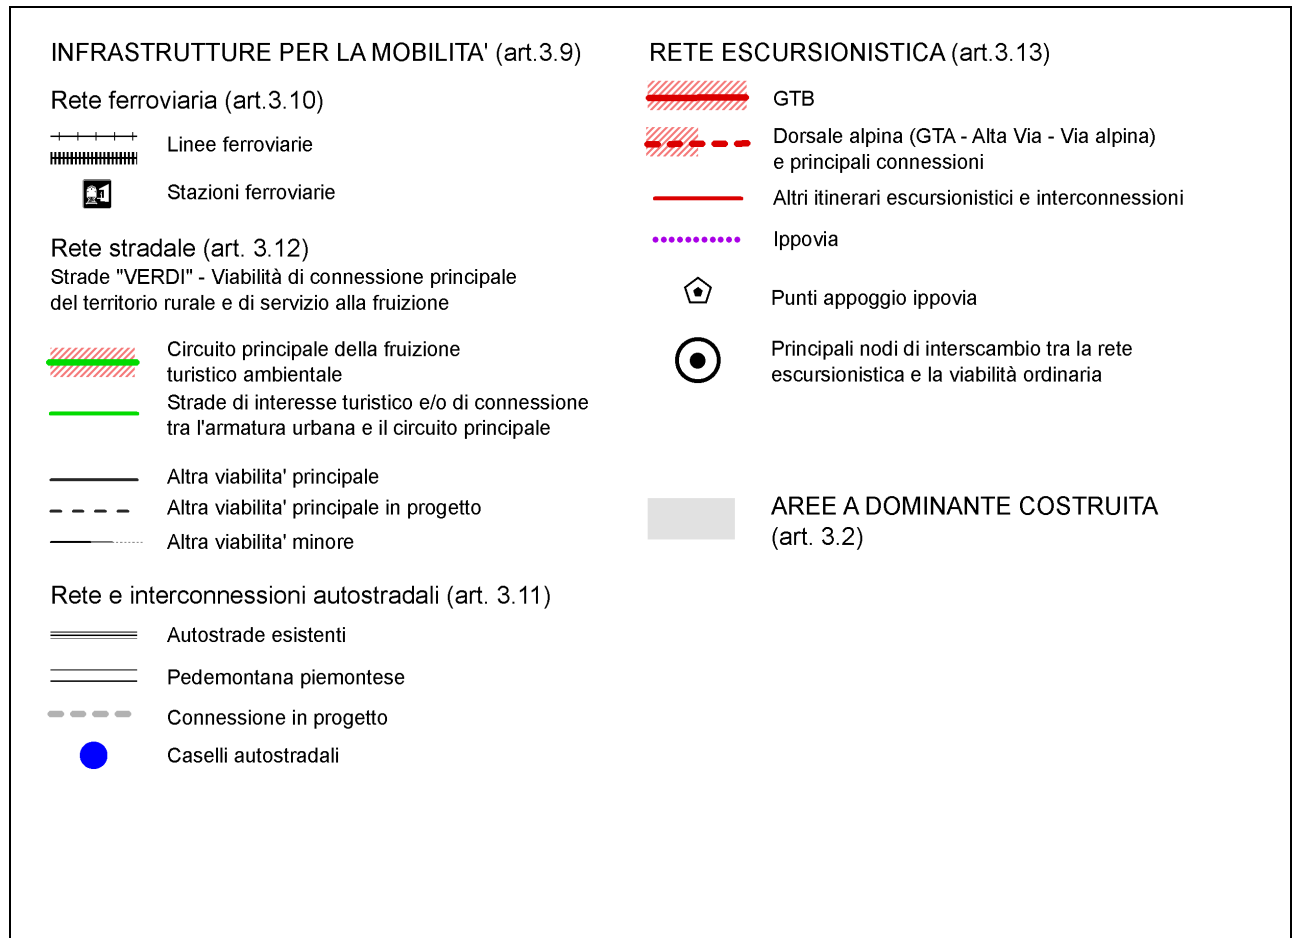 INFRASTRUTTURE PER LA MOBILITA' (art.3.9)
Rete ferroviaria (art.3.10)
Linee ferroviarie
Stazioni ferroviarie
Rete stradale (art. 3.12)
Strade "VERDI" - Viabilità di connessione principale
del territorio rurale e di servizio alla fruizione
Circuito principale della fruizione
turistico ambientale
Strade di interesse turistico e/o di connessione
tra l'armatura urbana e il circuito principale
Altra viabilita' principale
Altra viabilita' principale in progetto
Altra viabilita' minore
Rete e interconnessioni autostradali (art. 3.11)
Autostrade esistenti
Pedemontana piemontese
Connessione in progetto
Caselli autostradali
RETE ESCURSIONISTICA (art.3.13)
GTB
Dorsale alpina (GTA - Alta Via - Via alpina)
e principali connessioni
Altri itinerari escursionistici e interconnessioni
Ippovia
Punti appoggio ippovia
Principali nodi di interscambio tra la rete
escursionistica e la viabilità ordinaria
AREE A DOMINANTE COSTRUITA
(art. 3.2)